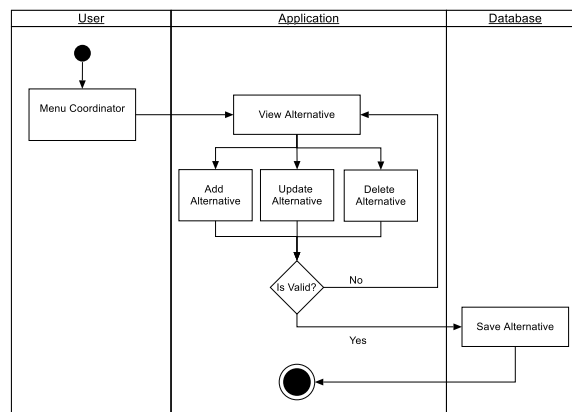 User
Application
Database
Menu Coordinator
View Alternative
Add
Alternative
Update
Alternative
Delete
Alternative
Is Valid?
No
Yes
Save Alternative